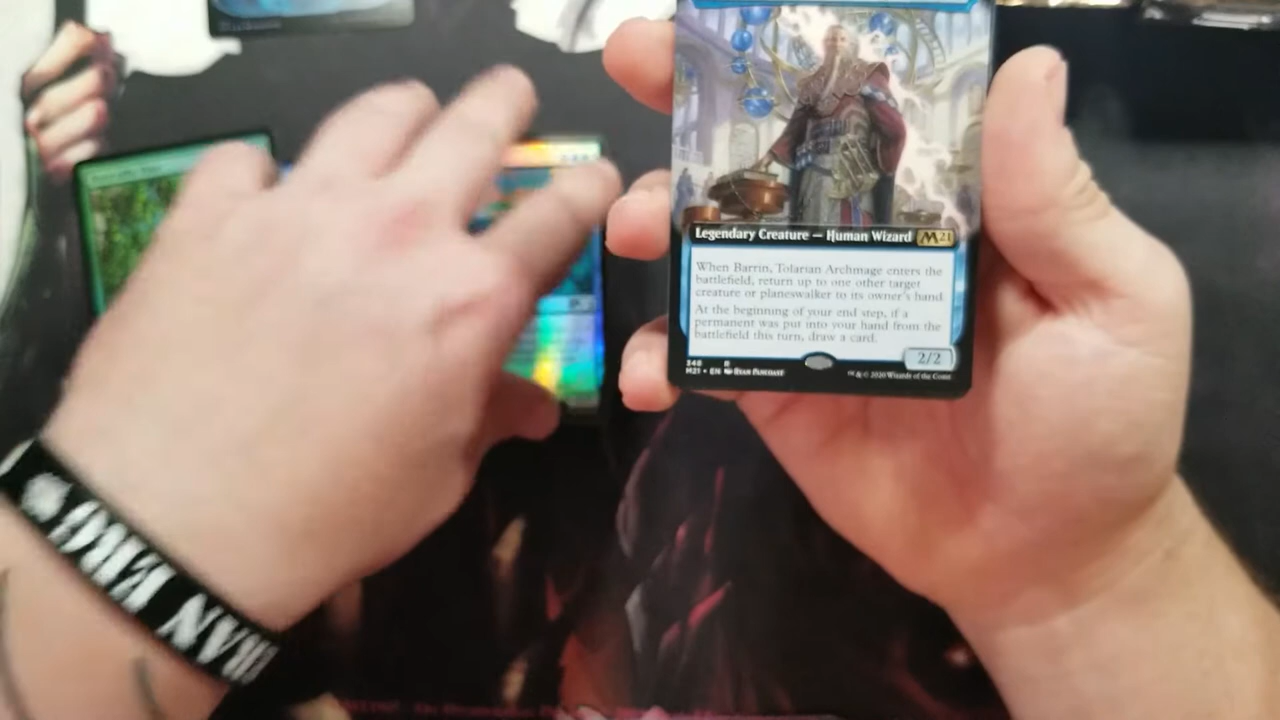 Legendary Creature — Human Wizard M21
When Barrin, Tolarian Archmage enters the
battlefield, return up to one other target
creature or planeswalker to its owner's hand.
At the beginning of your end step, if a
permanent was put into your hand from the
battlefield this turn, draw a card.
2/2
348 R
M21 • EN RYAN PANCOAST
™ & © 2020 Wizards of the Coast
KING